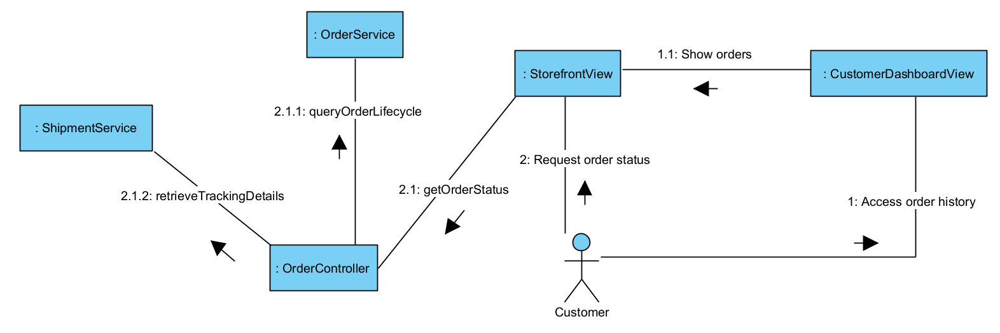 : OrderService
: StorefrontView
1.1: Show orders
: CustomerDashboardView
: ShipmentService
2.1.1: queryOrderLifecycle
2: Request order status
2.1.2: retrieveTrackingDetails
2.1: getOrderStatus
1: Access order history
: OrderController
Customer